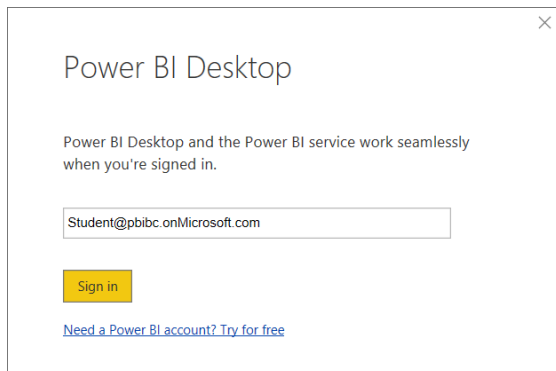 Power BI Desktop
Power BI Desktop and the Power BI service work seamlessly
when you're signed in.
Student@pbibc.onMicrosoft.com
Sign in
Need a Power BI account? Try for free